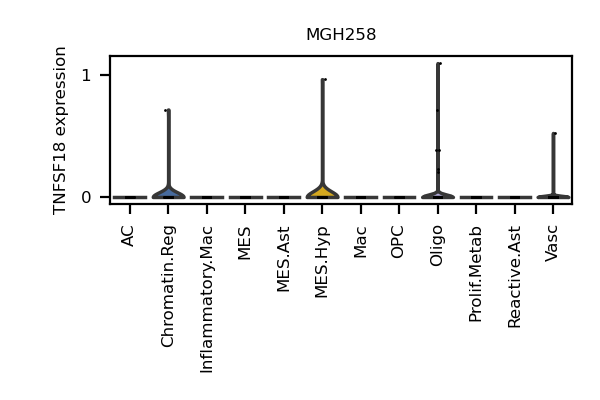 MGH258
TNFSF18 expression
1
0
AC
Chromatin.Reg
Inflammatory.Mac
MES
MES.Ast
MES.Hyp
Mac
OPC
Oligo
Prolif.Metab
Reactive.Ast
Vasc